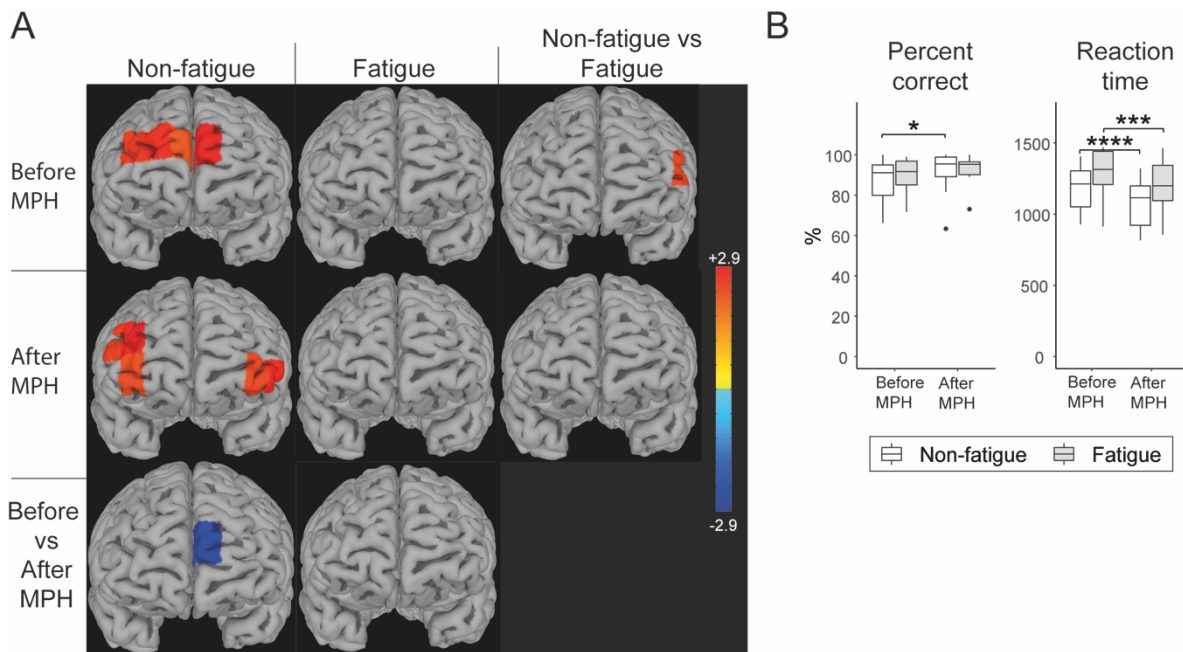 A
Non-fatigue
Fatigue
Non-fatigue vs
Fatigue
Before
MPH
After
MPH
Before
vs
After
MPH
+2.9
-2.9
B
Percent
correct
Reaction
time
*
***
****
%
100
80
60
40
20
0
1500
1000
500
0
Before
MPH
After
MPH
Before
MPH
After
MPH
Non-fatigue
Fatigue